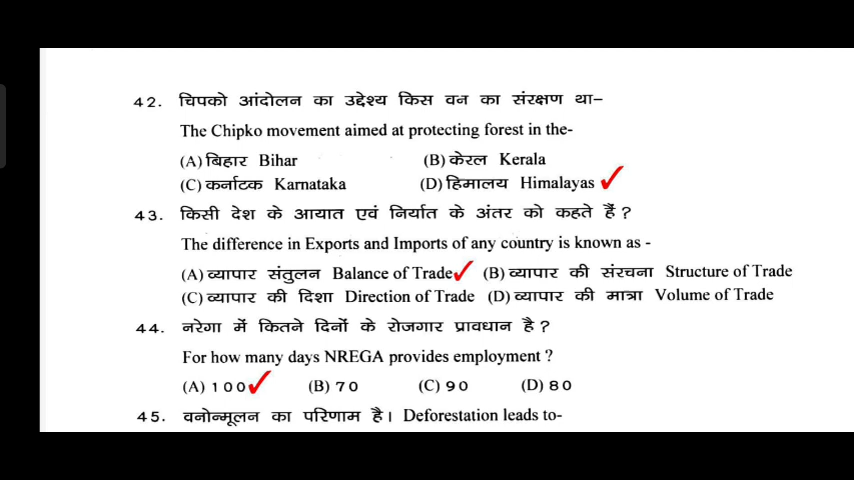 42. चिपको आंदोलन का उद्देश्य किस वन का संरक्षण था–
The Chipko movement aimed at protecting forest in the-
(A) बिहार Bihar (B) केरल Kerala
(C) कर्नाटक Karnataka (D) हिमालय Himalayas
43. किसी देश के आयात एवं निर्यात के अंतर को कहते हैं ?
The difference in Exports and Imports of any country is known as -
(A) व्यापार संतुलन Balance of Trade (B) व्यापार की संरचना Structure of Trade
(C) व्यापार की दिशा Direction of Trade (D) व्यापार की मात्रा Volume of Trade
44. नरेगा में कितने दिनों के रोजगार प्रावधान है ?
For how many days NREGA provides employment ?
(A) 100 (B) 70 (C) 90 (D) 80
45. वनोन्मूलन का परिणाम है। Deforestation leads to-